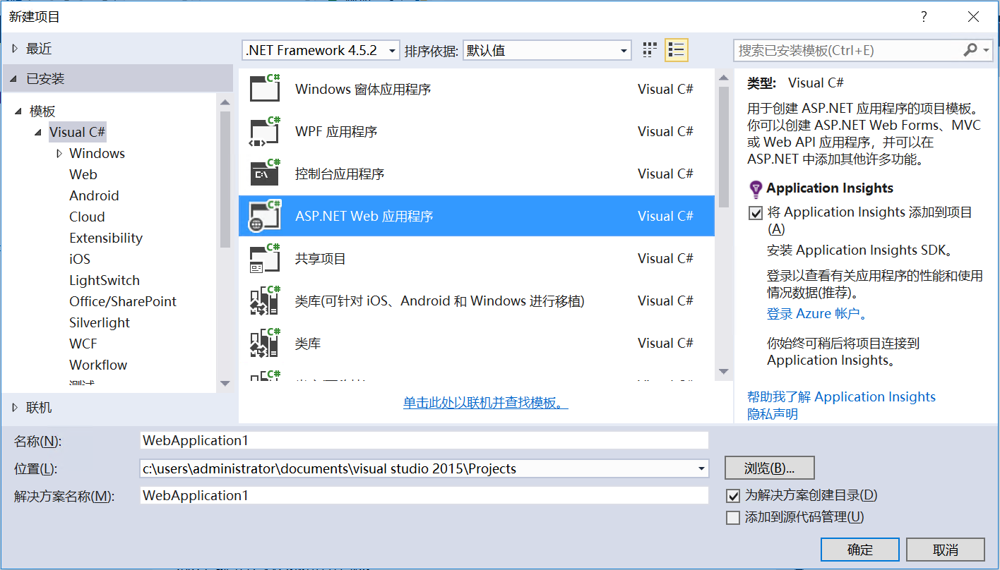 新建项目
?
最近
.NET Framework 4.5.2
排序依据:
默认值
搜索已安装模板(Ctrl+E)
已安装
模板
Visual C#
Windows
Web
Android
Cloud
Extensibility
iOS
LightSwitch
Office/SharePoint
Silverlight
WCF
Workflow
测试
联机
Windows 窗体应用程序 Visual C#
WPF 应用程序 Visual C#
控制台应用程序 Visual C#
ASP.NET Web 应用程序 Visual C#
共享项目 Visual C#
类库(可针对 iOS、Android 和 Windows 进行移植) Visual C#
类库 Visual C#
单击此处以联机并查找模板。
类型: Visual C#
用于创建 ASP.NET 应用程序的项目模板。
你可以创建 ASP.NET Web Forms、MVC
或 Web API 应用程序，并可以在
ASP.NET 中添加其他许多功能。
Application Insights
将 Application Insights 添加到项目
(A)
安装 Application Insights SDK。
登录以查看有关应用程序的性能和使用
情况数据(推荐)。
登录 Azure 帐户。
你始终可稍后将项目连接到
Application Insights。
帮助我了解 Application Insights
隐私声明
名称(N): WebApplication1
位置(L): c:\users\administrator\documents\visual studio 2015\Projects
浏览(B)...
解决方案名称(M): WebApplication1
为解决方案创建目录(D)
添加到源代码管理(U)
确定
取消